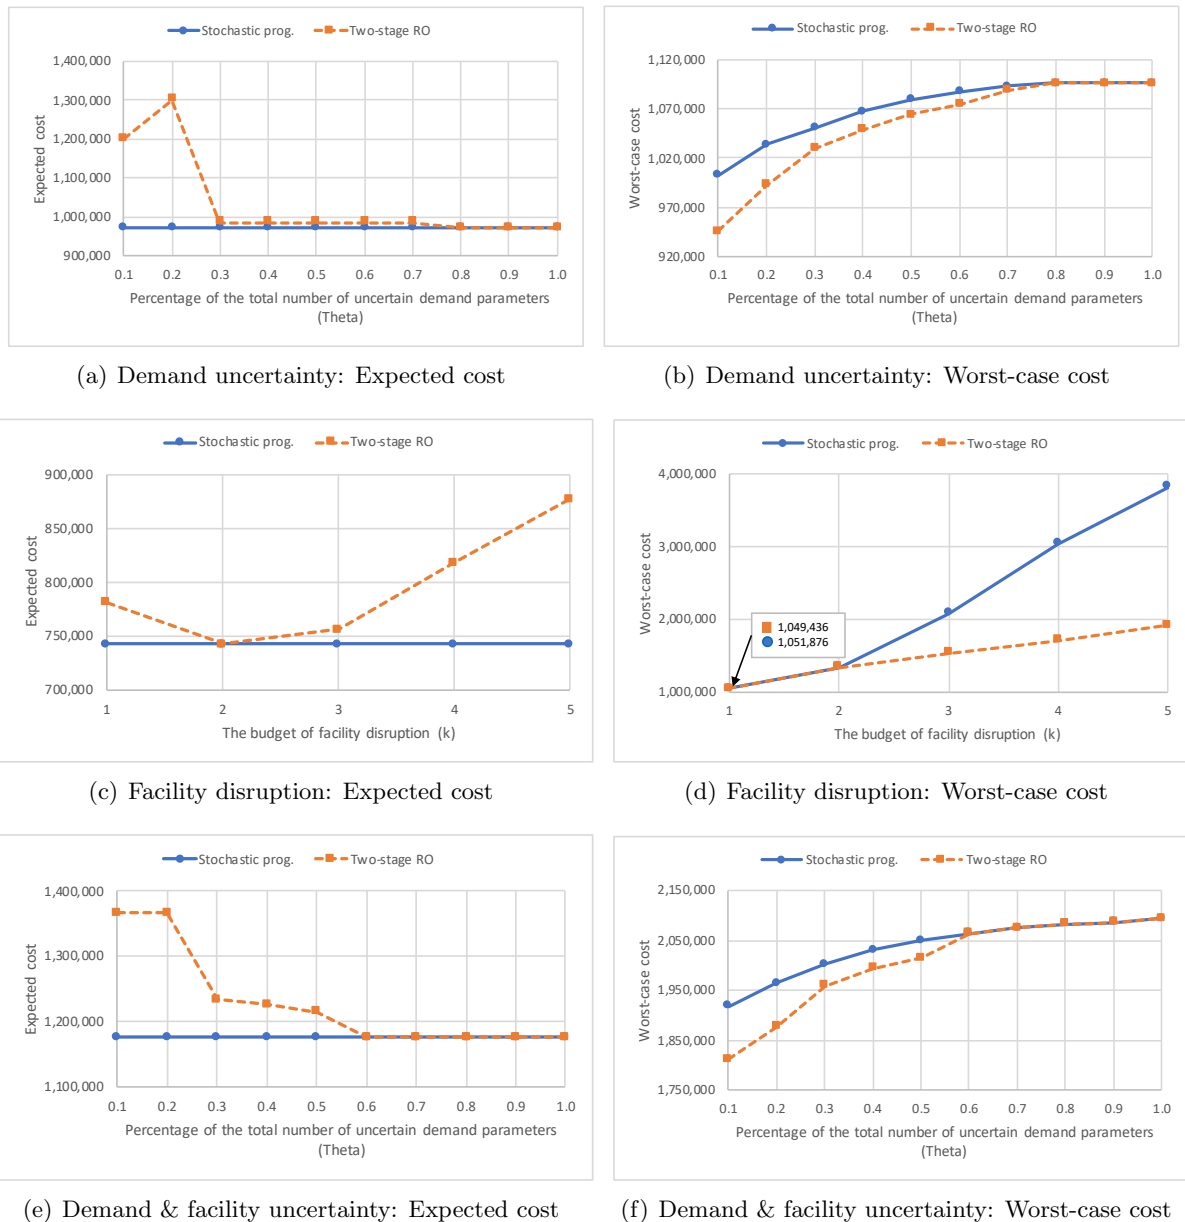 Stochastic prog. Two-stage RO
1,400,000
1,300,000
1,200,000
1,100,000
1,000,000
900,000
Expected cost
0.1 0.2 0.3 0.4 0.5 0.6 0.7 0.8 0.9 1.0
Percentage of the total number of uncertain demand parameters
(Theta)
(a) Demand uncertainty: Expected cost
Stochastic prog. Two-stage RO
1,120,000
1,070,000
1,020,000
970,000
920,000
Worst-case cost
0.1 0.2 0.3 0.4 0.5 0.6 0.7 0.8 0.9 1.0
Percentage of the total number of uncertain demand parameters
(Theta)
(b) Demand uncertainty: Worst-case cost
Stochastic prog. Two-stage RO
900,000
850,000
800,000
750,000
700,000
Expected cost
1 2 3 4 5
The budget of facility disruption (k)
(c) Facility disruption: Expected cost
Stochastic prog. Two-stage RO
4,000,000
3,000,000
2,000,000
1,000,000
Worst-case cost
1,049,436
1,051,876
1 2 3 4 5
The budget of facility disruption (k)
(d) Facility disruption: Worst-case cost
Stochastic prog. Two-stage RO
1,400,000
1,300,000
1,200,000
1,100,000
Expected cost
0.1 0.2 0.3 0.4 0.5 0.6 0.7 0.8 0.9 1.0
Percentage of the total number of uncertain demand parameters
(Theta)
(e) Demand & facility uncertainty: Expected cost
Stochastic prog. Two-stage RO
2,150,000
2,050,000
1,950,000
1,850,000
1,750,000
Worst-case cost
0.1 0.2 0.3 0.4 0.5 0.6 0.7 0.8 0.9 1.0
Percentage of the total number of uncertain demand parameters
(Theta)
(f) Demand & facility uncertainty: Worst-case cost